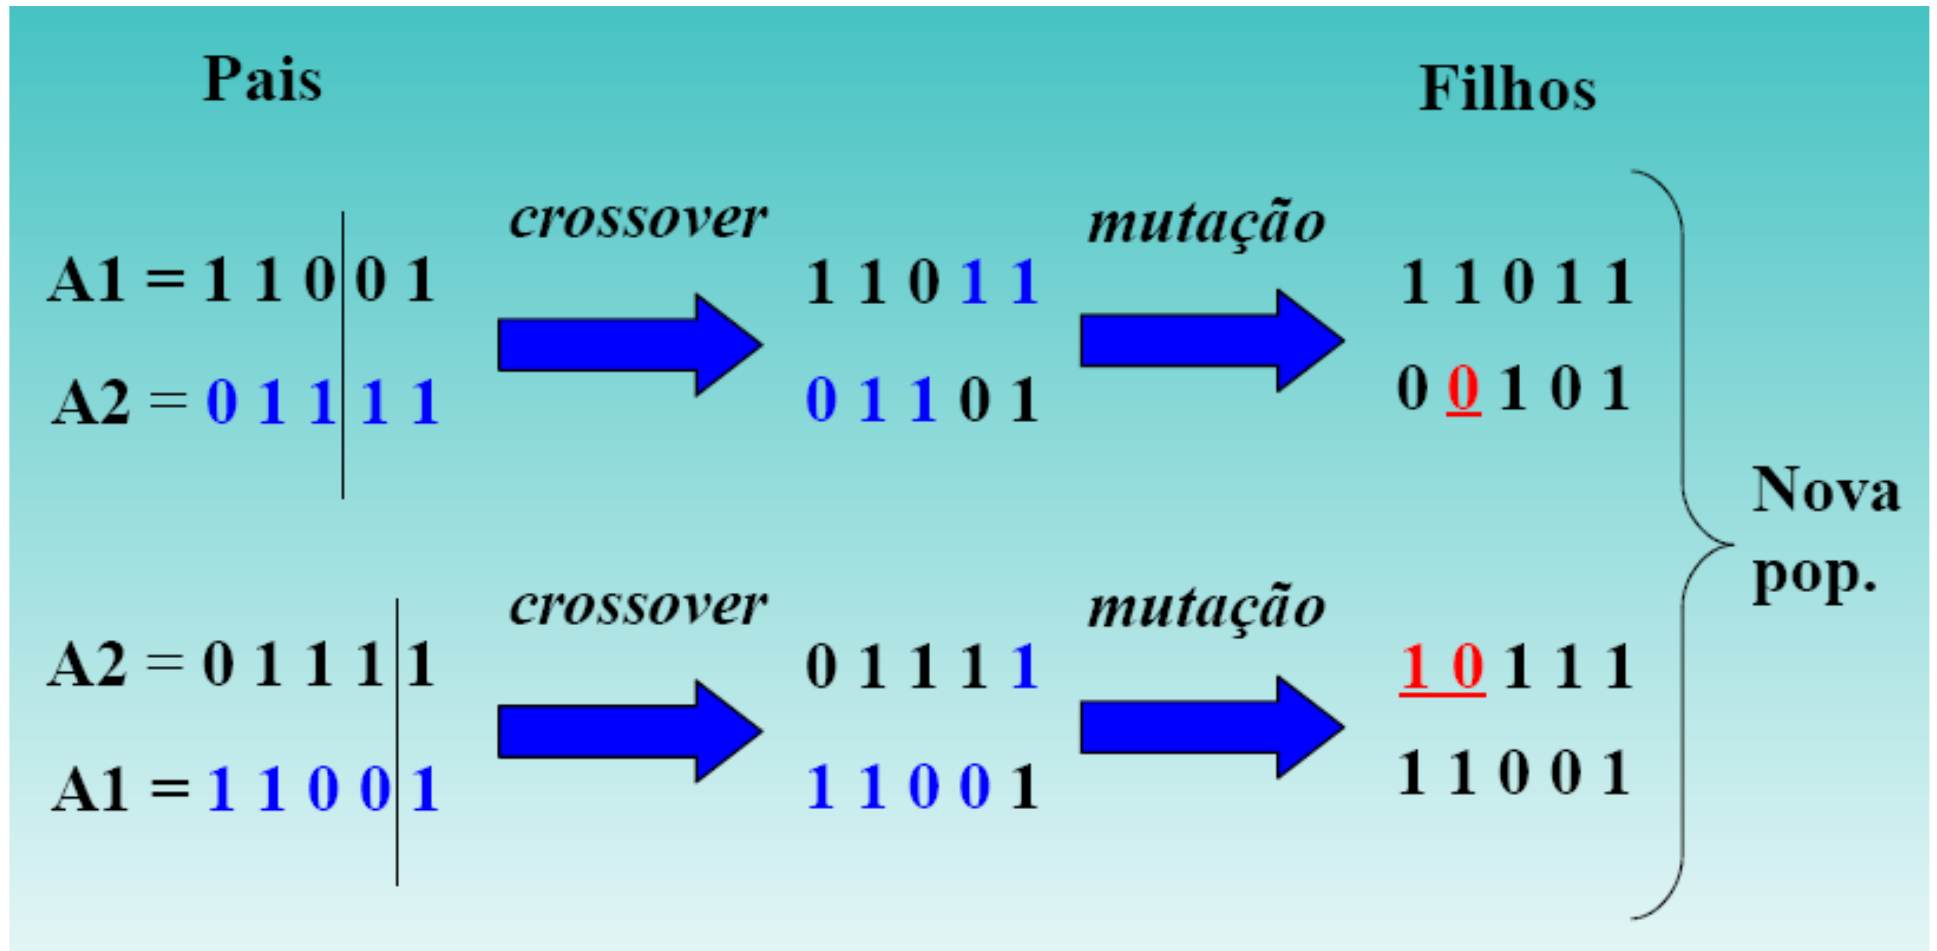 Pais
Filhos
crossover
mutação
A1 = 1 1 0 0 1
1 1 0 1 1
1 1 0 1 1
A2 = 0 1 1 1 1
0 1 1 0 1
0 0 1 0 1
Nova
pop.
crossover
mutação
A2 = 0 1 1 1 1
0 1 1 1 1
1 0 1 1 1
A1 = 1 1 0 0 1
1 1 0 0 1
1 1 0 0 1